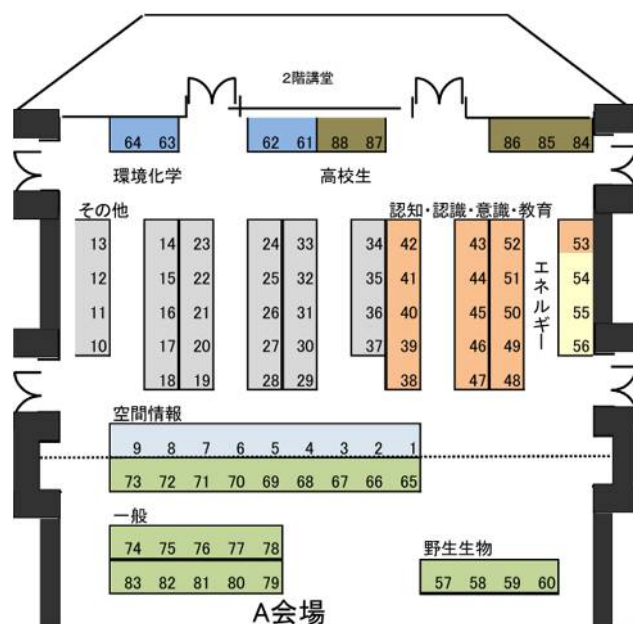 2階講堂
64 63
62 61 88 87
86 85 84
環境化学
高校生
その他
認知・認識・意識・教育
13 14 23 24 33 34 42 43 52 53
12 15 22 25 32 35 41 44 51 54
11 16 21 26 31 36 40 45 50 55
10 17 20 27 30 37 39 46 49 56
18 19 28 29 38 47 48
エネルギー
空間情報
9 8 7 6 5 4 3 2 1
73 72 71 70 69 68 67 66 65
一般
74 75 76 77 78
83 82 81 80 79
野生生物
57 58 59 60
A会場